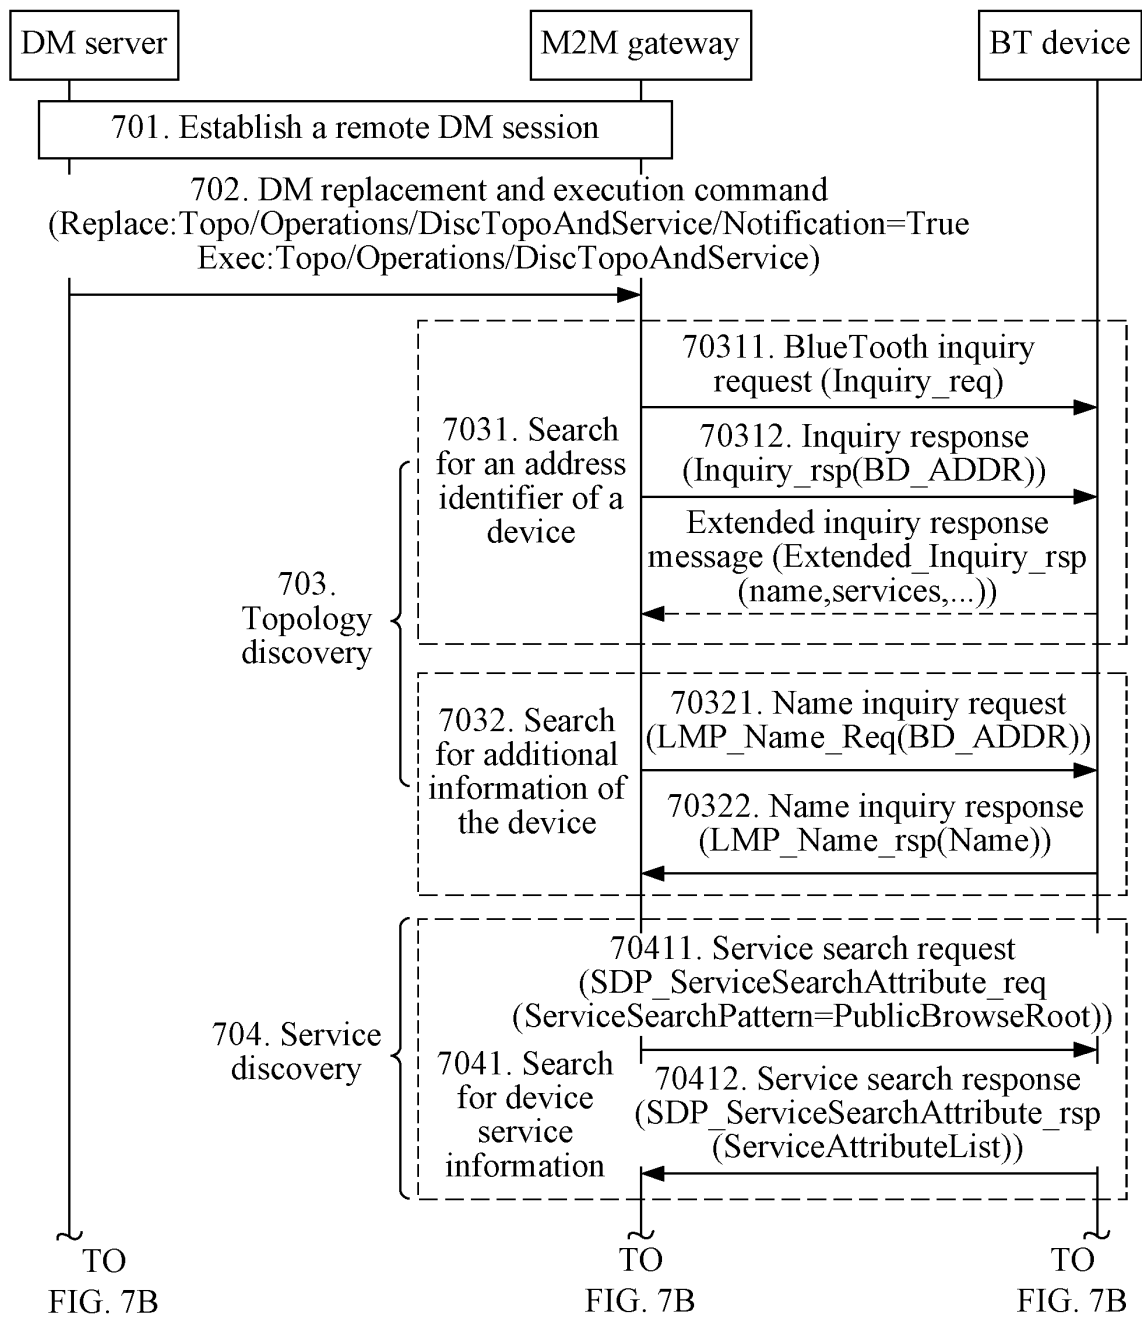 DM server
M2M gateway
BT device
701. Establish a remote DM session
702. DM replacement and execution command
(Replace:Topo/Operations/DiscTopoAndService/Notification=True
Exec:Topo/Operations/DiscTopoAndService)
703.
Topology
discovery
7031. Search
for an address
identifier of a
device
70311. BlueTooth inquiry
request (Inquiry_req)
70312. Inquiry response
(Inquiry_rsp(BD_ADDR))
Extended inquiry response
message (Extended_Inquiry_rsp
(name,services,...))
7032. Search
for additional
information of
the device
70321. Name inquiry request
(LMP_Name_Req(BD_ADDR))
70322. Name inquiry response
(LMP_Name_rsp(Name))
704. Service
discovery
70411. Service search request
(SDP_ServiceSearchAttribute_req
(ServiceSearchPattern=PublicBrowseRoot))
7041. Search
for device
service
information
70412. Service search response
(SDP_ServiceSearchAttribute_rsp
(ServiceAttributeList))
TO
FIG. 7B
TO
FIG. 7B
TO
FIG. 7B